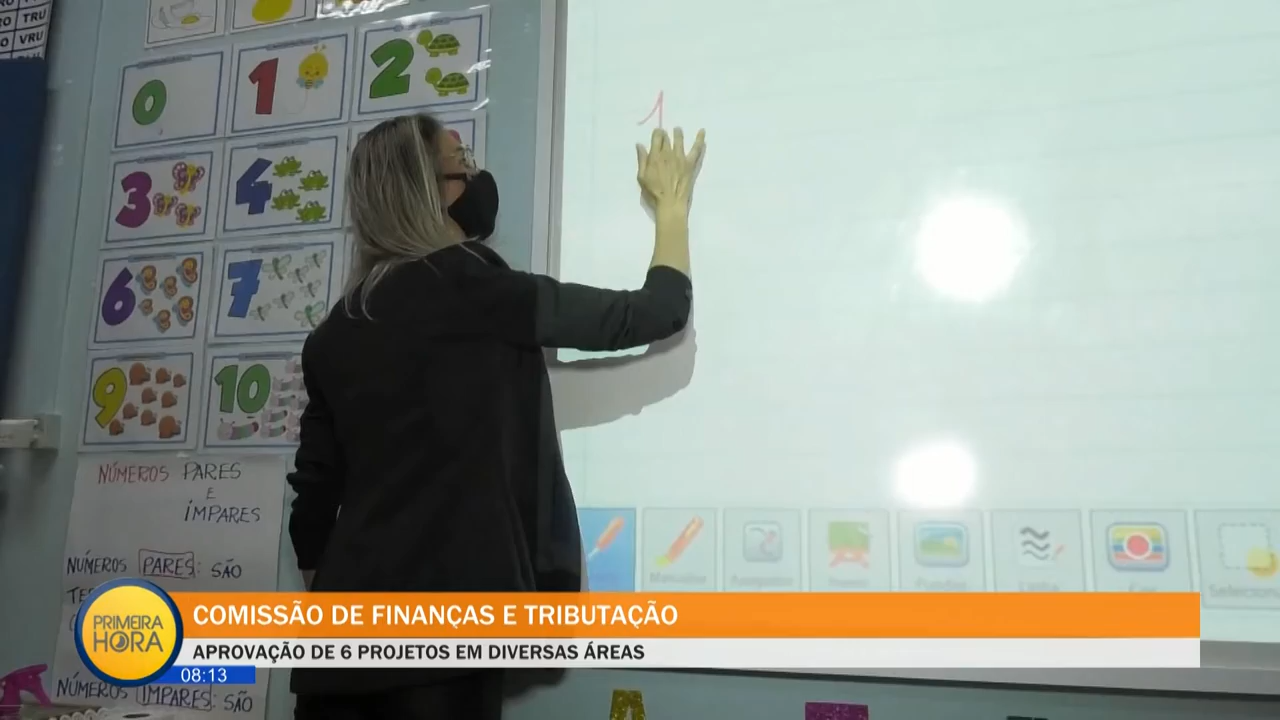 TRU
VRU
0
1
2
3
4
6
7
9
10
1
NÚMEROS PARES
E
ÍMPARES
NÚMEROS PARES: SÃO
NÚMEROS ÍMPARES: SÃO
PRIMEIRA
HORA
08:13
COMISSÃO DE FINANÇAS E TRIBUTAÇÃO
APROVAÇÃO DE 6 PROJETOS EM DIVERSAS ÁREAS